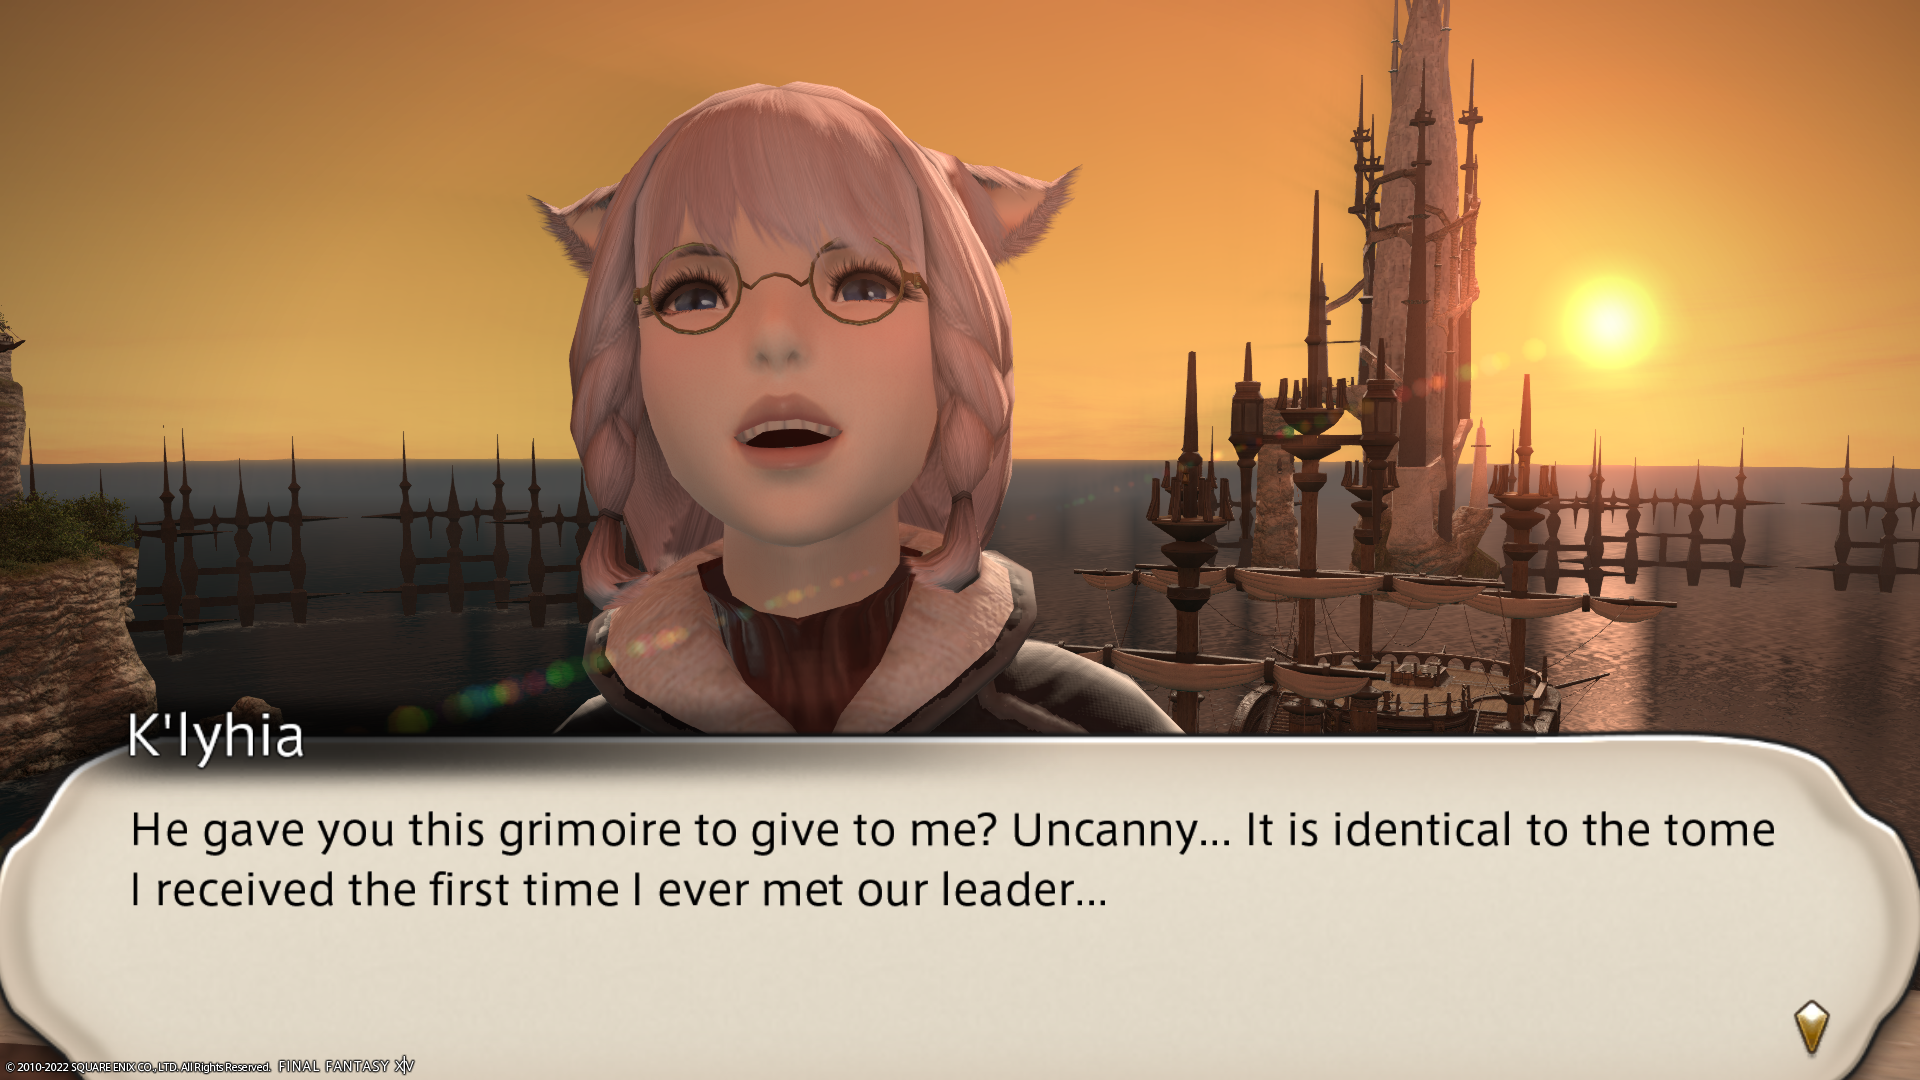 K'lyhia
He gave you this grimoire to give to me? Uncanny... It is identical to the tome
I received the first time I ever met our leader...
© 2010-2022 SQUARE ENIX CO., LTD. All Rights Reserved. FINAL FANTASY XIV